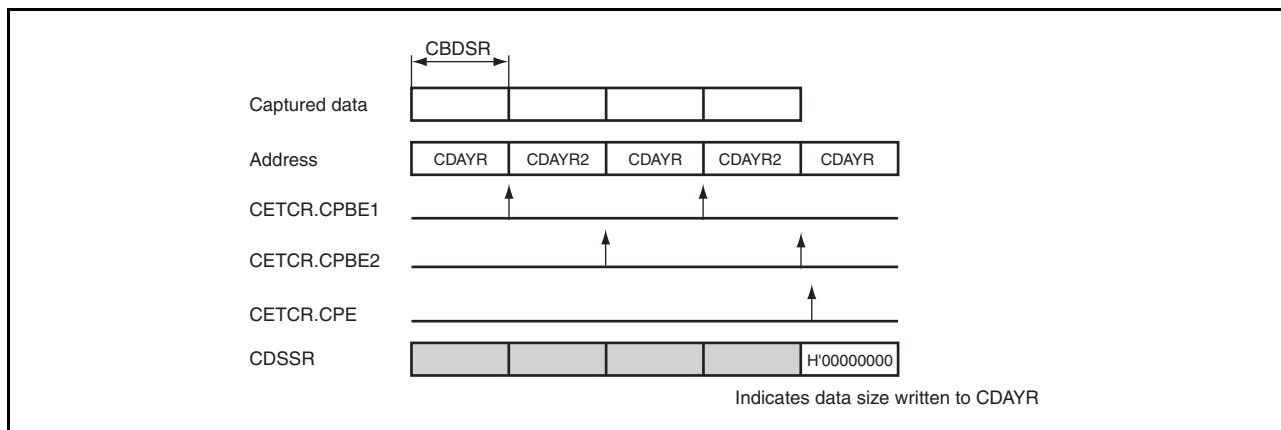 CBDSR
Captured data
Address CDAYR CDAYR2 CDAYR CDAYR2 CDAYR
CETCR.CPBE1
CETCR.CPBE2
CETCR.CPE
CDSSR H'00000000
Indicates data size written to CDAYR